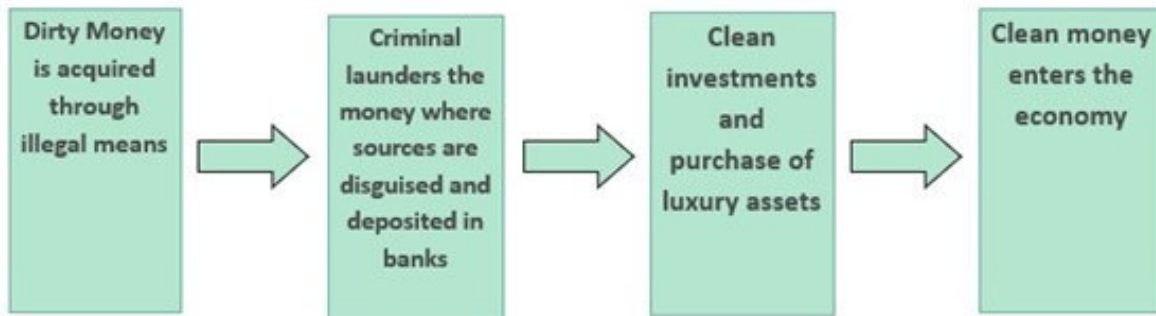 Dirty Money
is acquired
through
illegal means
Criminal
launders the
money where
sources are
disguised and
deposited in
banks
Clean
investments
and
purchase of
luxury assets
Clean money
enters the
economy